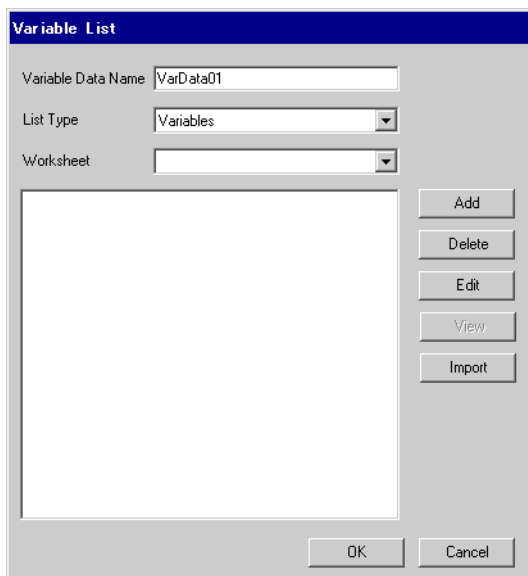 Variable List
Variable Data Name VarData01
List Type Variables
Worksheet
Add
Delete
Edit
View
Import
OK Cancel